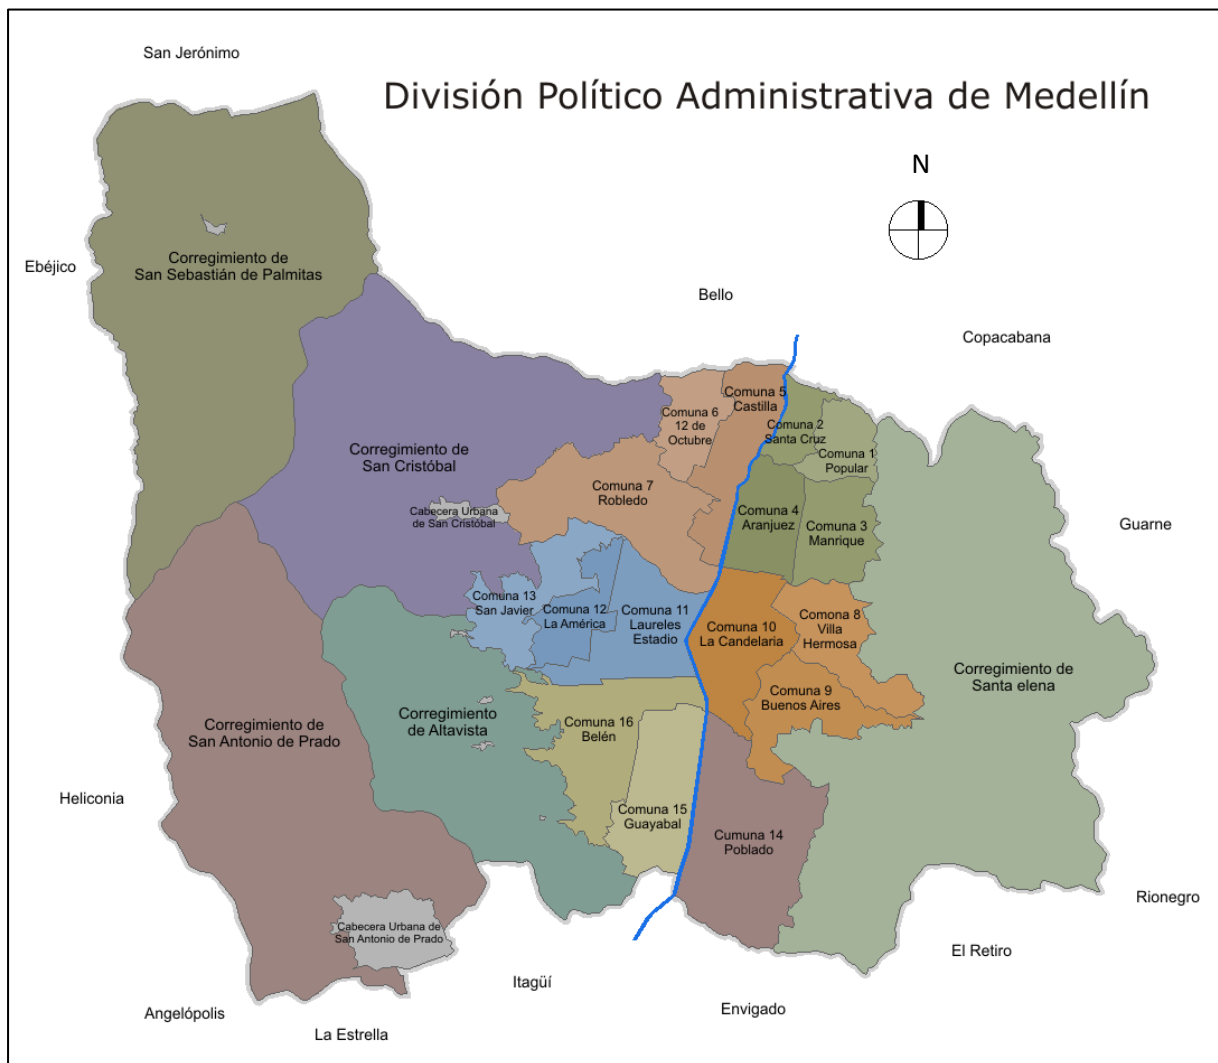 San Jerónimo
División Político Administrativa de Medellín
N
Corregimiento de
San Sebastián de Palmitas
Ebéjico
Bello
Copacabana
Comuna 5
Castilla
Comuna 6
12 de
Octubre
Comuna 2
Santa Cruz
Comuna 1
Popular
Corregimiento de
San Cristóbal
Comuna 7
Robledo
Cabecera Urbana
de San Cristóbal
Comuna 4
Aranjuez
Comuna 3
Manrique
Guarne
Comuna 13
San Javier
Comuna 12
La América
Comuna 11
Laureles
Estadio
Comuna 10
La Candelaria
Comona 8
Villa
Hermosa
Corregimiento de
Santa elena
Comuna 9
Buenos Aires
Corregimiento de
San Antonio de Prado
Corregimiento
de Altavista
Comuna 16
Belén
Heliconia
Comuna 15
Guayabal
Cumuna 14
Poblado
Cabecera Urbana de
San Antonio de Prado
Rionegro
El Retiro
Itagüí
Envigado
Angelópolis
La Estrella